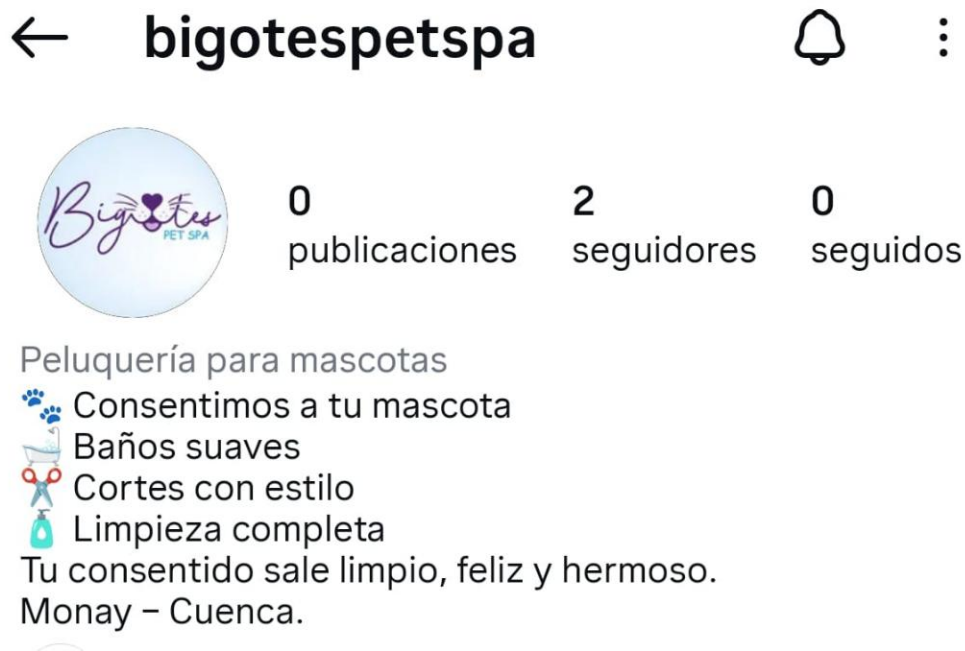 bigotespetspa
Bigotes
PET SPA
0 2 0
publicaciones seguidores seguidos
Peluquería para mascotas
🐾 Consentimos a tu mascota
🛁 Baños suaves
✂️ Cortes con estilo
🧴 Limpieza completa
Tu consentido sale limpio, feliz y hermoso.
Monay – Cuenca.